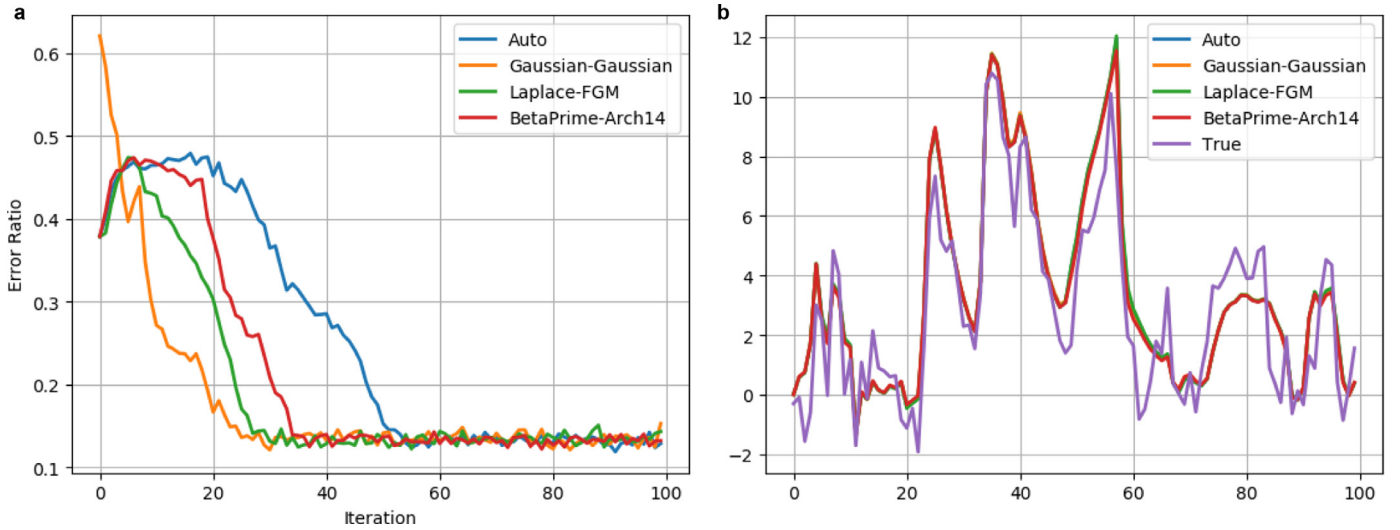 a
0.6
0.5
0.4
0.3
0.2
0.1
Error Ratio
0 20 40 60 80 100
Iteration
Auto
Gaussian-Gaussian
Laplace-FGM
BetaPrime-Arch14
b
12
10
8
6
4
2
0
−2
0 20 40 60 80 100
Auto
Gaussian-Gaussian
Laplace-FGM
BetaPrime-Arch14
True